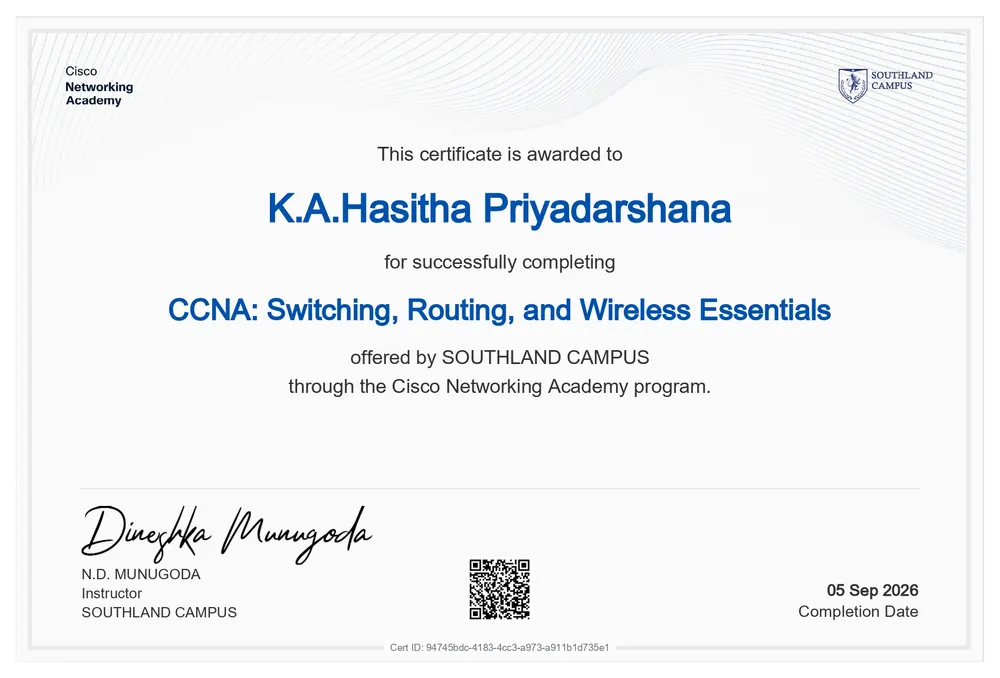 Cisco
Networking
Academy
SOUTHLAND
CAMPUS
This certificate is awarded to
K.A.Hasitha Priyadarshana
for successfully completing
CCNA: Switching, Routing, and Wireless Essentials
offered by SOUTHLAND CAMPUS
through the Cisco Networking Academy program.
Dineshka Munugoda
N.D. MUNUGODA
Instructor
SOUTHLAND CAMPUS
05 Sep 2026
Completion Date
Cert ID: 94745bdc-4183-4cc3-a973-a911b1d735e1